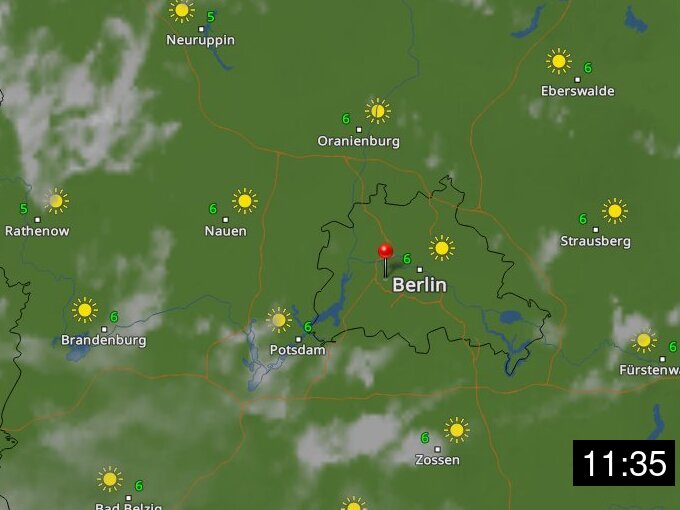 5
Neuruppin
6
Eberswalde
6
Oranienburg
5
Rathenow
6
Nauen
6
Strausberg
6
Berlin
6
Brandenburg
6
Potsdam
6
Fürstenwa
6
Zossen
11:35
6
Bad Belzig